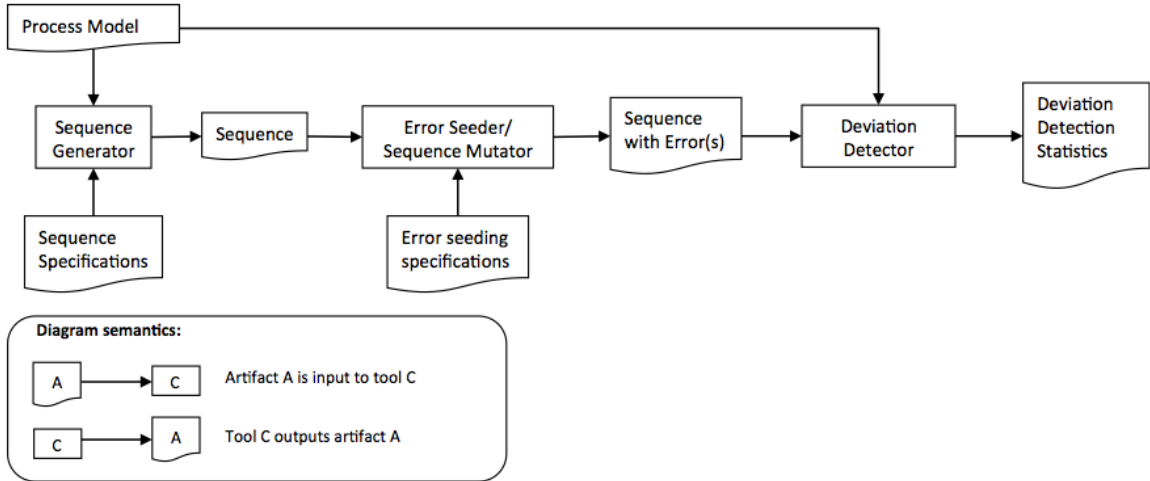 Process Model
Sequence
Generator
Sequence
Error Seeder/
Sequence Mutator
Sequence
with Error(s)
Deviation
Detector
Deviation
Detection
Statistics
Sequence
Specifications
Error seeding
specifications
Diagram semantics:
A
C
Artifact A is input to tool C
C
A
Tool C outputs artifact A